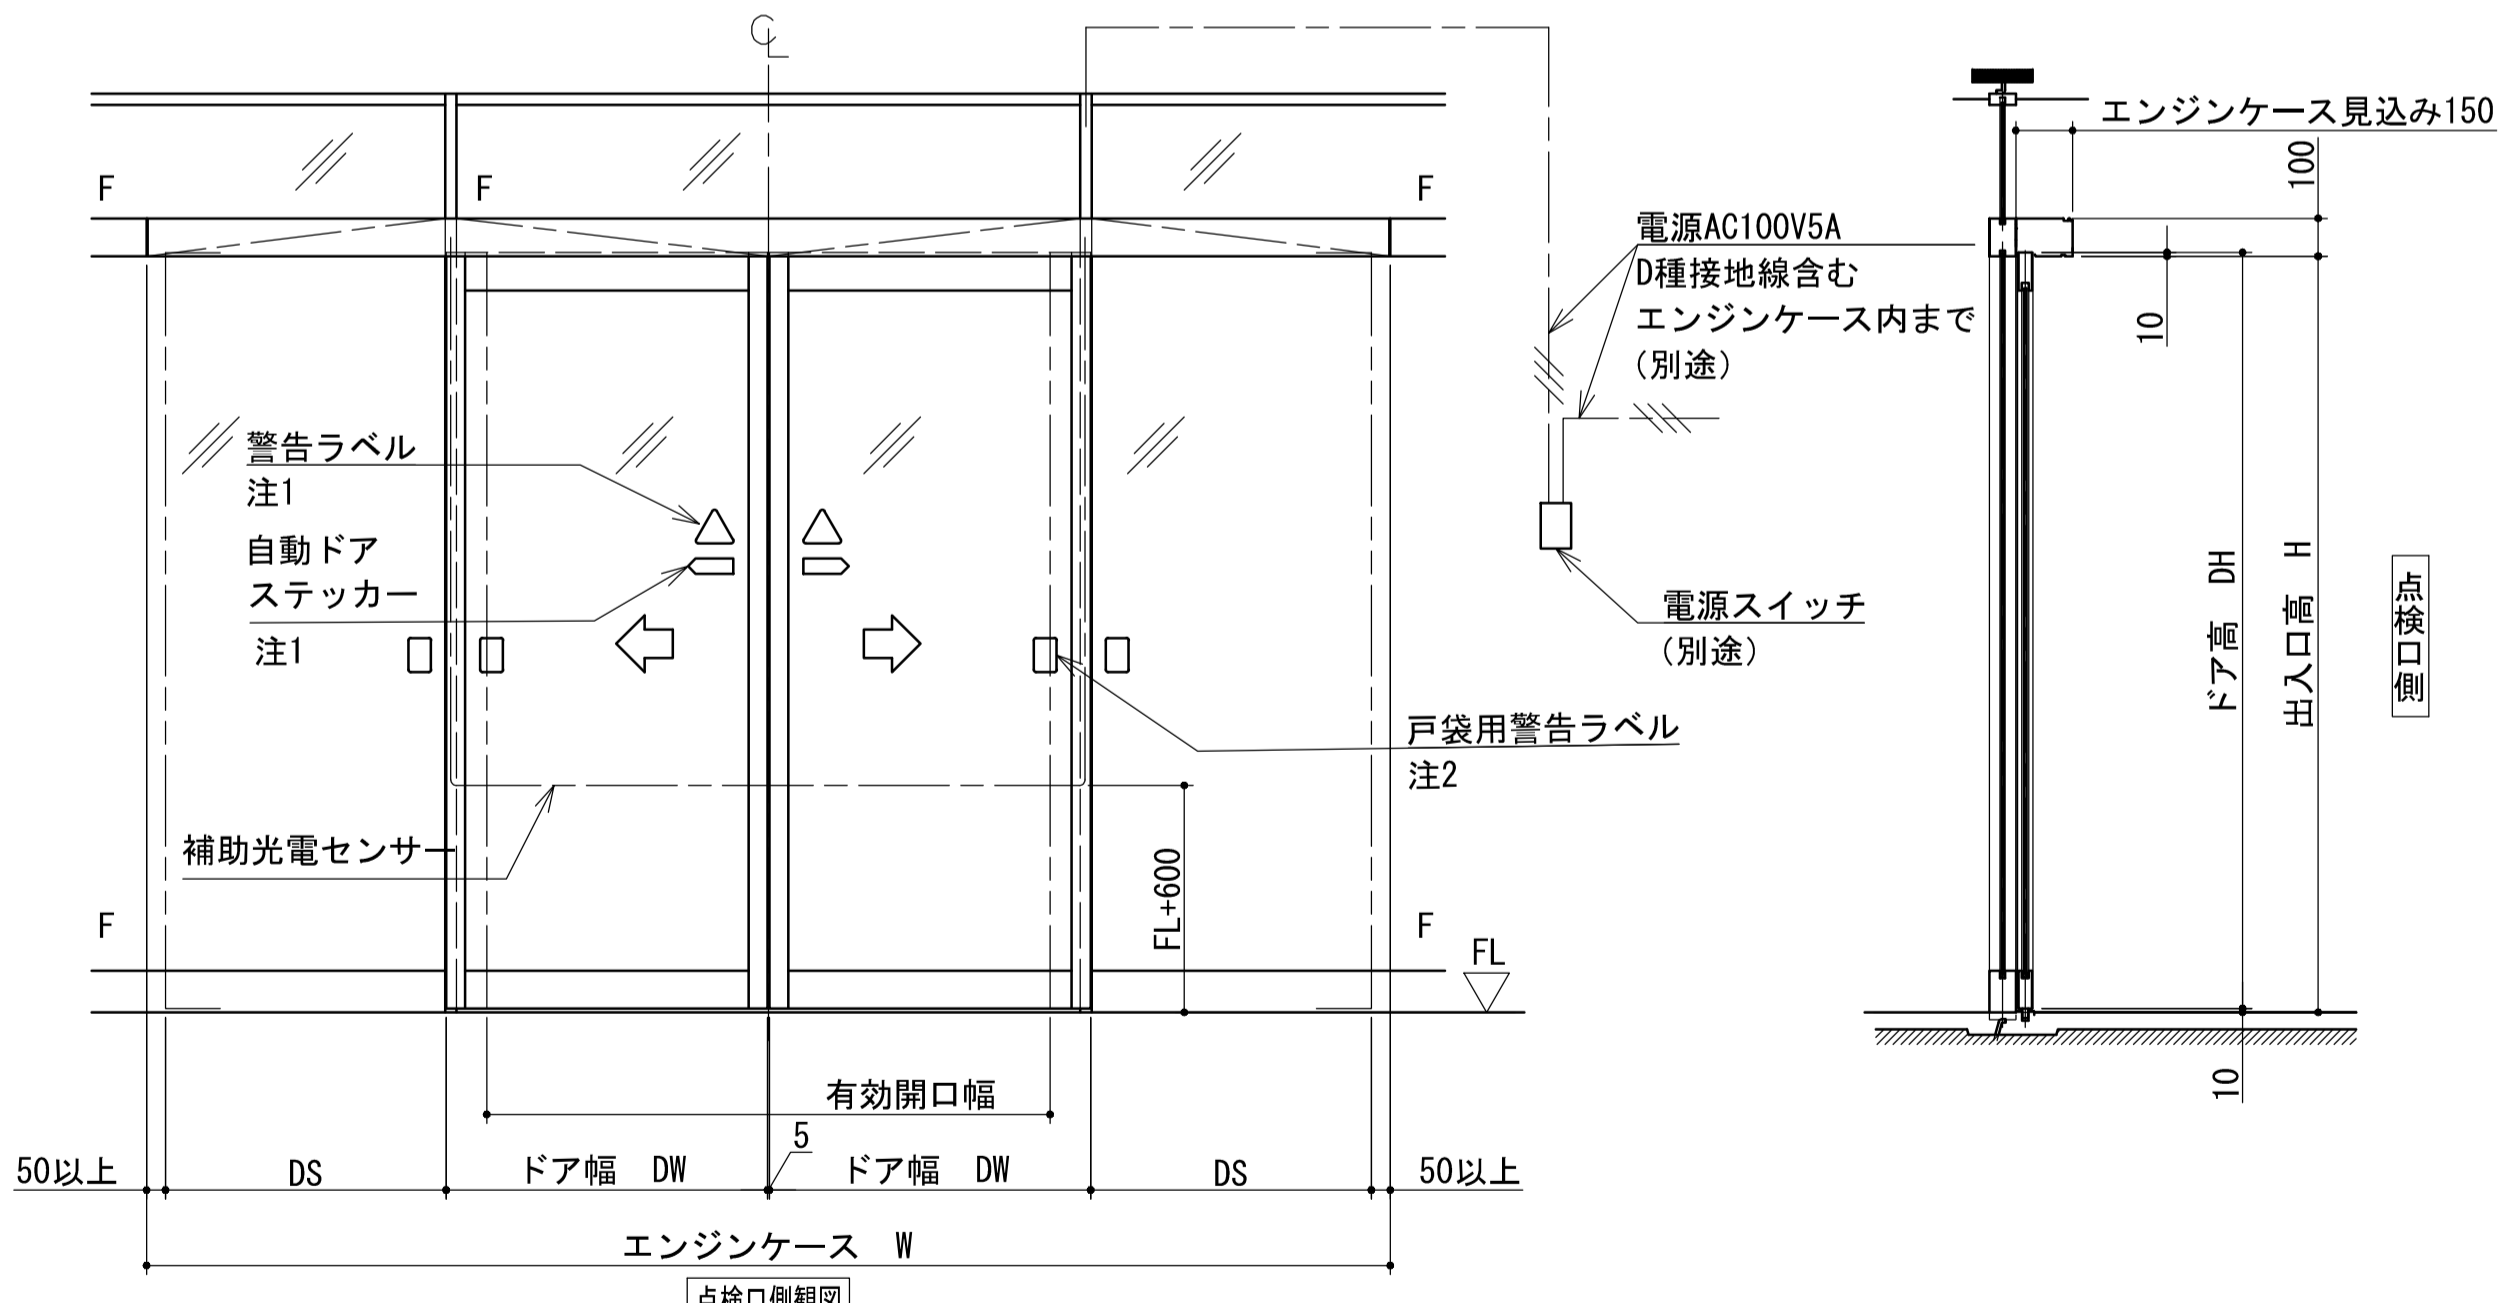 ℄
エンジンケース見込み150
100
F
F
F
電源AC100V5A
D種接地線含む
エンジンケース内まで
(別途)
10
警告ラベル
注1
自動ドア
ステッカー
注1
電源スイッチ
(別途)
ドア高 DH
出入口高 H
点検口側
戸袋用警告ラベル
注2
補助光電センサー
FL+600
F
F
FL
10
有効開口幅
5
50以上
DS
ドア幅 DW
ドア幅 DW
DS
50以上
エンジンケース W
点検口側観図